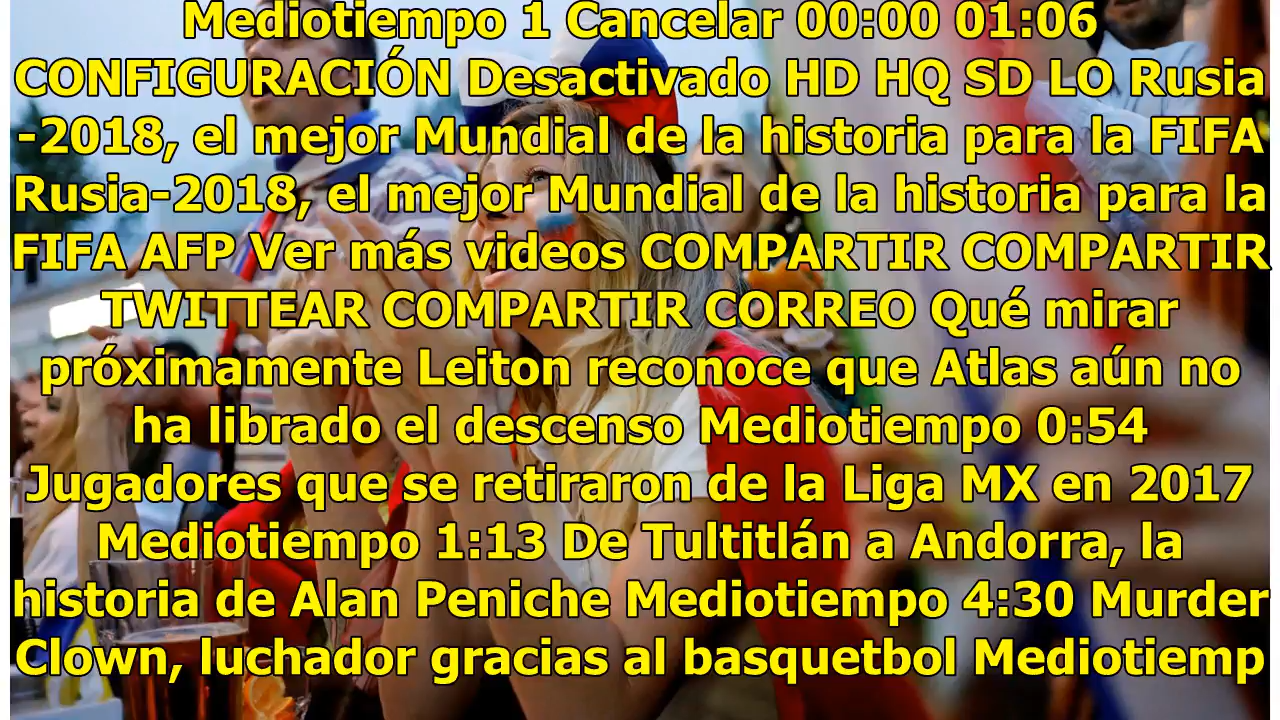 Mediotiempo 1 Cancelar 00:00 01:06
CONFIGURACIÓN Desactivado HD HQ SD LO Rusia
-2018, el mejor Mundial de la historia para la FIFA
Rusia-2018, el mejor Mundial de la historia para la
FIFA AFP Ver más videos COMPARTIR COMPARTIR
TWITTEAR COMPARTIR CORREO Qué mirar
próximamente Leiton reconoce que Atlas aún no
ha librado el descenso Mediotiempo 0:54
Jugadores que se retiraron de la Liga MX en 2017
Mediotiempo 1:13 De Tultitlán a Andorra, la
historia de Alan Peniche Mediotiempo 4:30 Murder
Clown, luchador gracias al basquetbol Mediotiemp